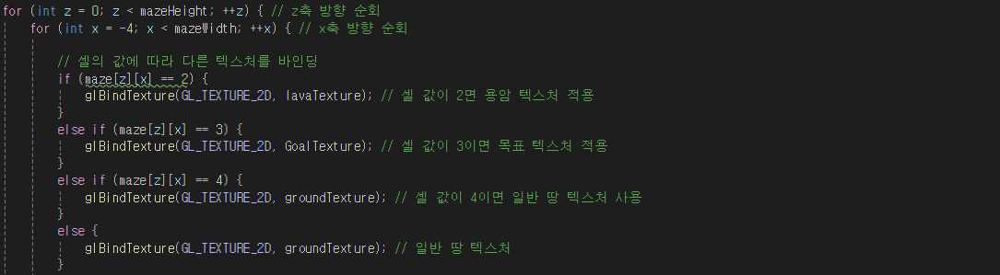 for (int z = 0; z < mazeHeight; ++z) { // z축 방향 순회
for (int x = -4; x < mazeWidth; ++x) { // x축 방향 순회
// 셀의 값에 따라 다른 텍스처를 바인딩
if (maze[z][x] == 2) {
glBindTexture(GL_TEXTURE_2D, lavaTexture); // 셀 값이 2면 용암 텍스처 적용
}
else if (maze[z][x] == 3) {
glBindTexture(GL_TEXTURE_2D, GoalTexture); // 셀 값이 3이면 목표 텍스처 적용
}
else if (maze[z][x] == 4) {
glBindTexture(GL_TEXTURE_2D, groundTexture); // 셀 값이 4이면 일반 땅 텍스처 사용
}
else {
glBindTexture(GL_TEXTURE_2D, groundTexture); // 일반 땅 텍스처
}